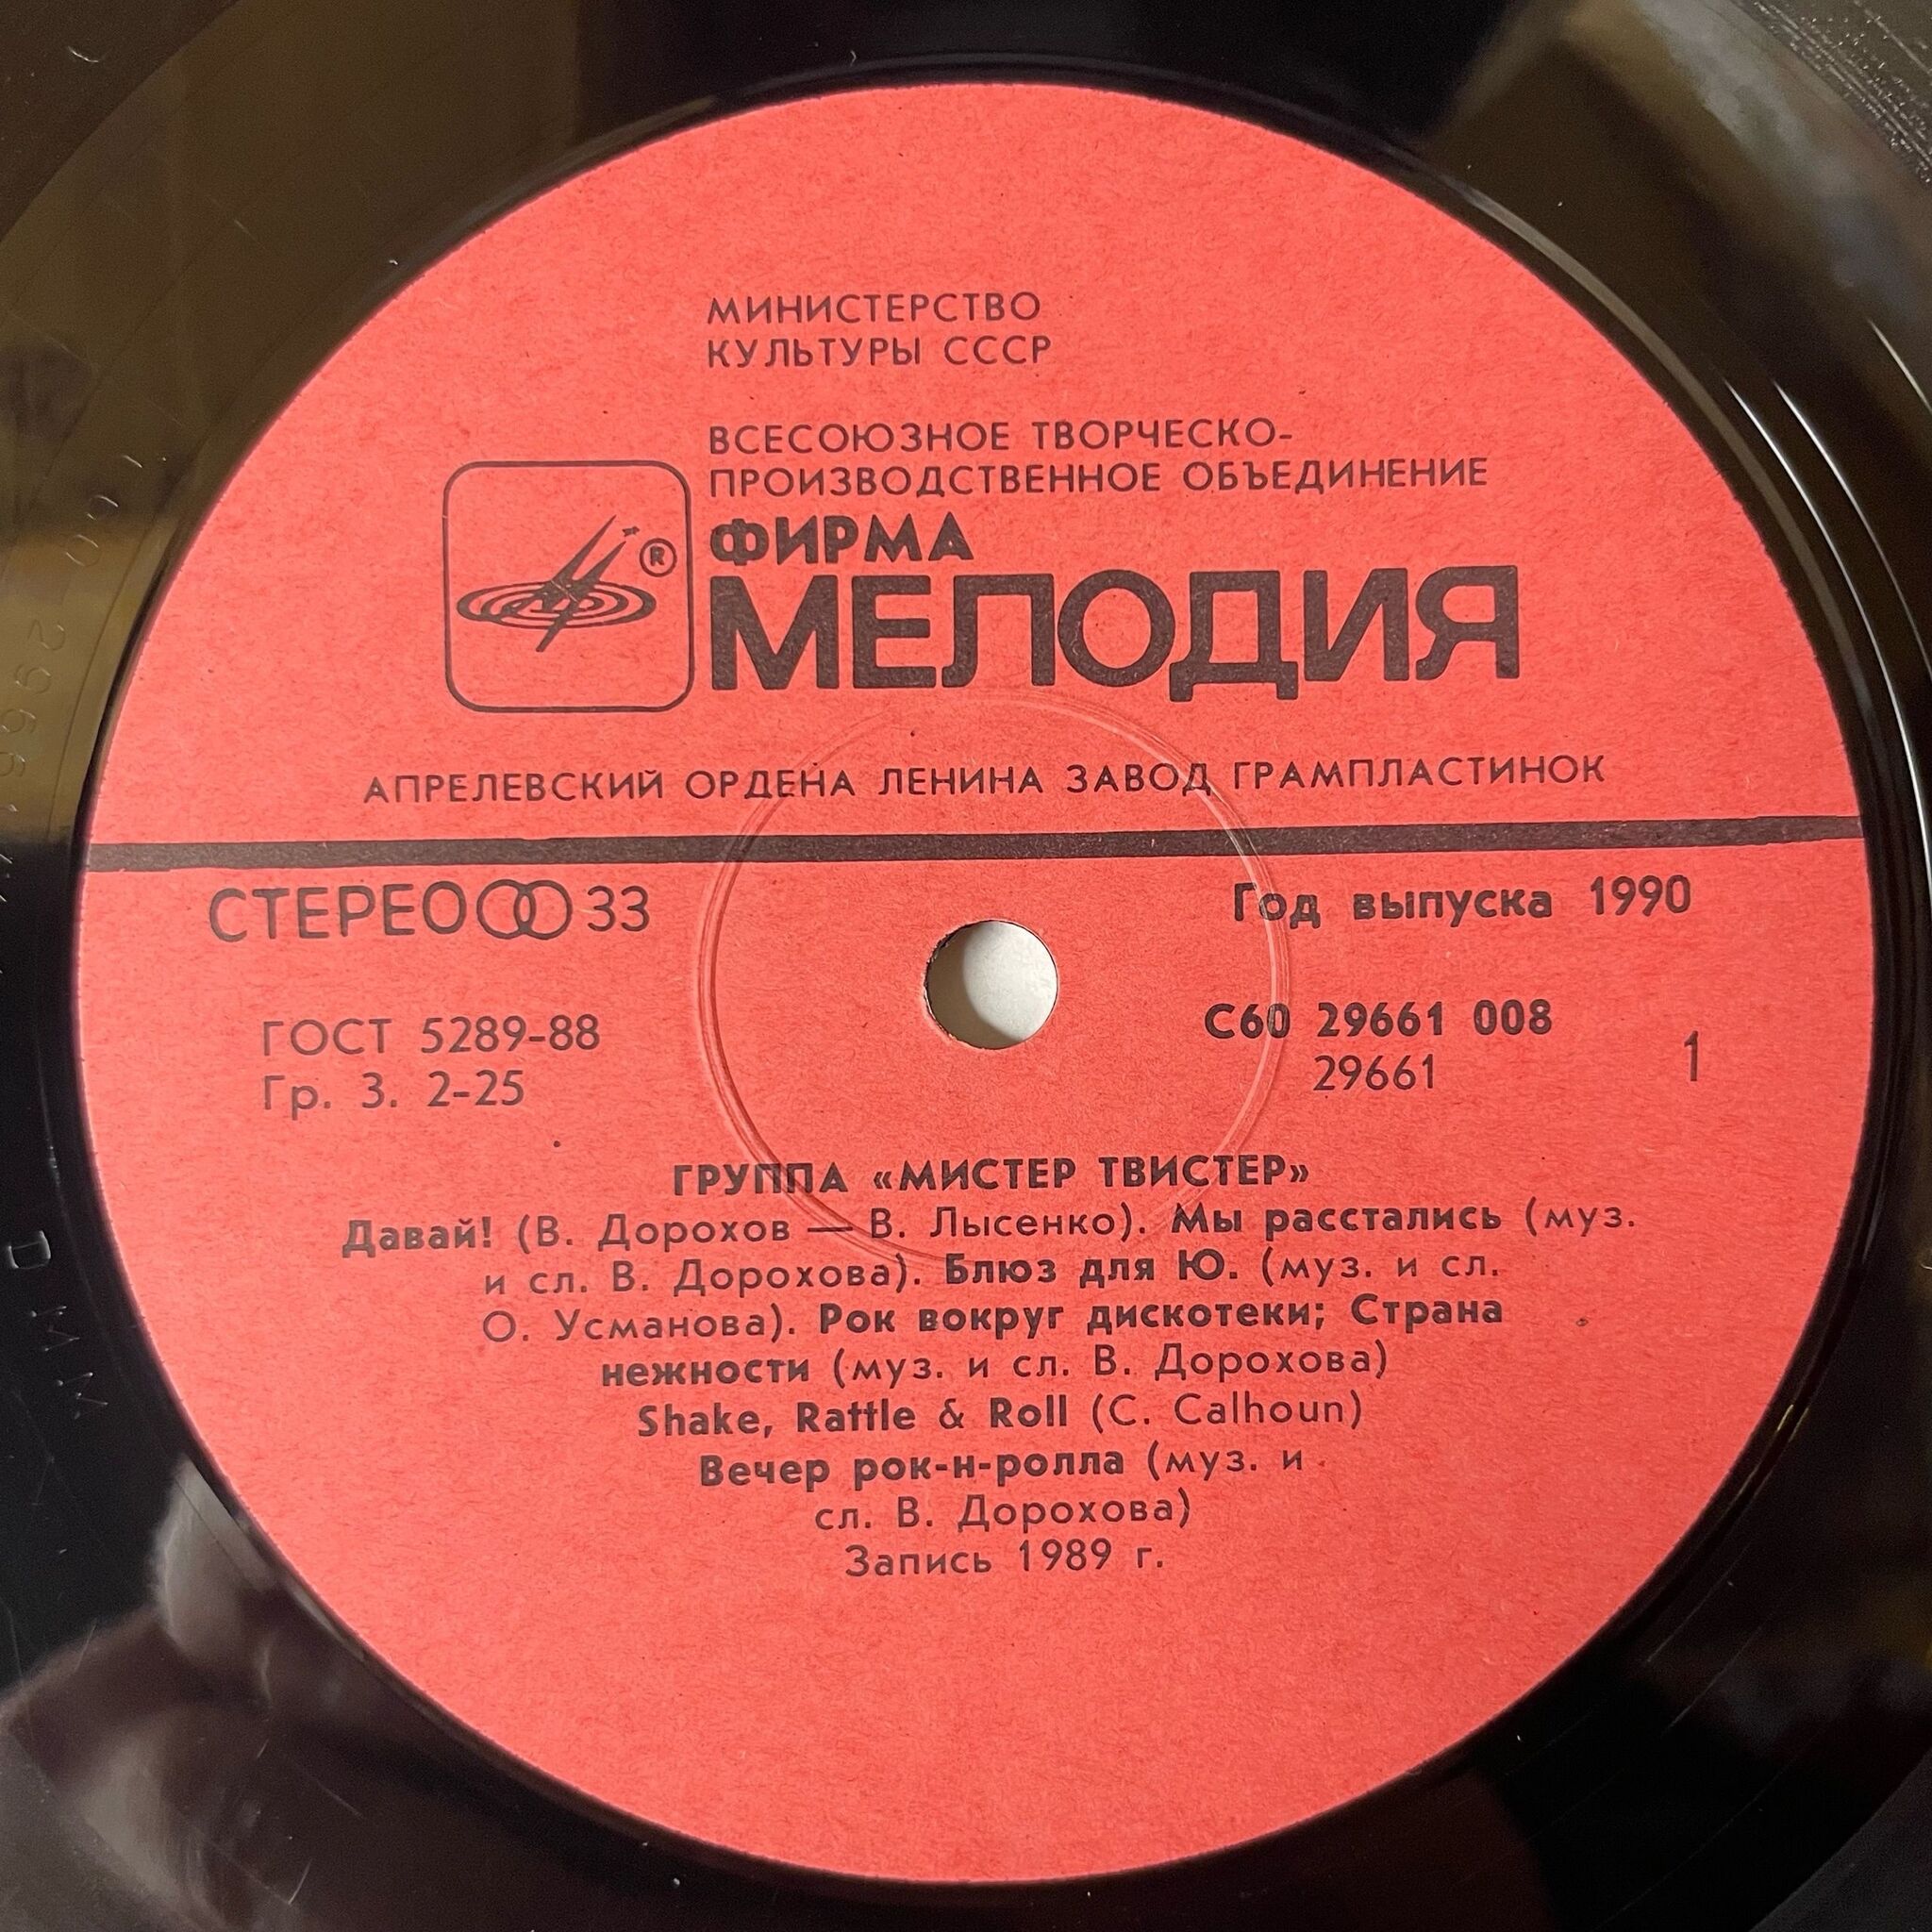 МИНИСТЕРСТВО
КУЛЬТУРЫ СССР
ВСЕСОЮЗНОЕ ТВОРЧЕСКО-
ПРОИЗВОДСТВЕННОЕ ОБЪЕДИНЕНИЕ
ФИРМА
®
МЕЛОДИЯ
АПРЕЛЕВСКИЙ ОРДЕНА ЛЕНИНА ЗАВОД ГРАМПЛАСТИНОК
СТЕРЕО 33
Год выпуска 1990
ГОСТ 5289-88
Гр. 3. 2-25
С60 29661 008
29661
1
ГРУППА «МИСТЕР ТВИСТЕР»
Давай! (В. Дорохов — В. Лысенко). Мы расстались (муз.
и сл. В. Дорохова). Блюз для Ю. (муз. и сл.
О. Усманова). Рок вокруг дискотеки; Страна
нежности (муз. и сл. В. Дорохова)
Shake, Rattle & Roll (C. Calhoun)
Вечер рок-н-ролла (муз. и
сл. В. Дорохова)
Запись 1989 г.
DMM